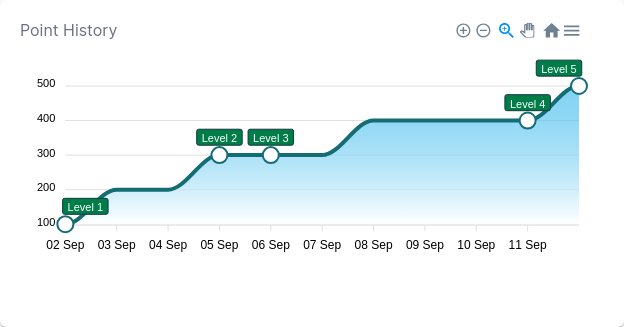 Point History
Level 5
500
Level 4
400
Level 2 Level 3
300
200
Level 1
100
02 Sep 03 Sep 04 Sep 05 Sep 06 Sep 07 Sep 08 Sep 09 Sep 10 Sep 11 Sep